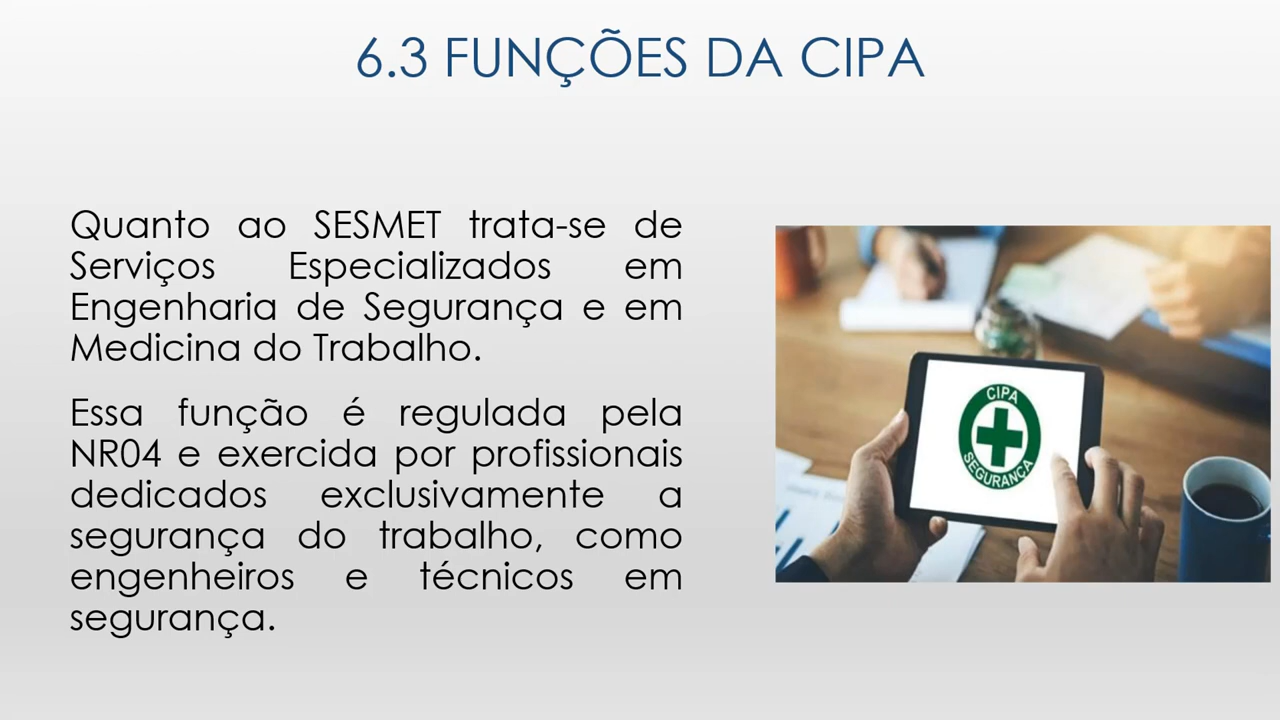 6.3 FUNÇÕES DA CIPA
Quanto ao SESMET trata-se de
Serviços Especializados em
Engenharia de Segurança e em
Medicina do Trabalho.
Essa função é regulada pela
NR04 e exercida por profissionais
dedicados exclusivamente a
segurança do trabalho, como
engenheiros e técnicos em
segurança.
CIPA
SEGURANÇA